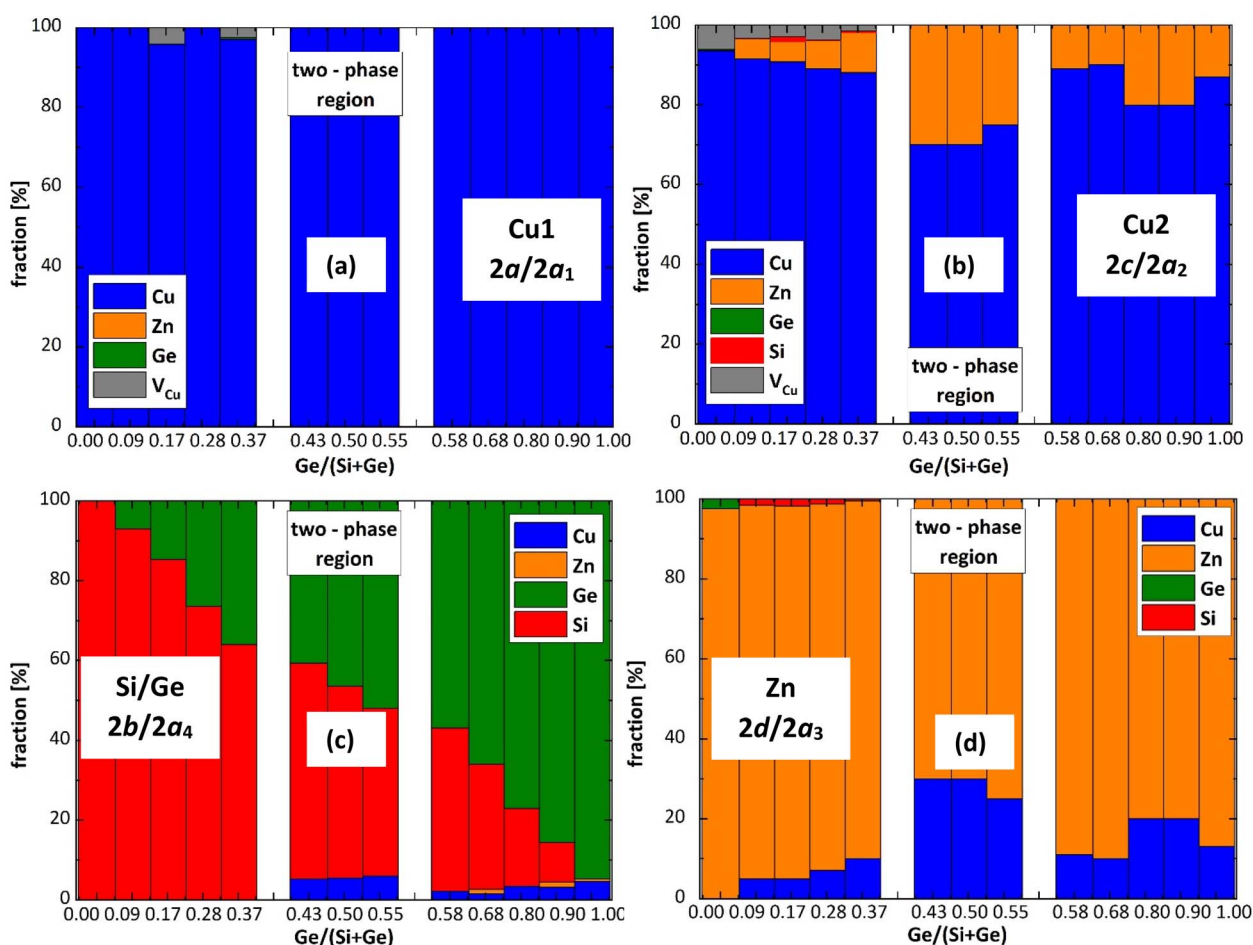 100
80
60
40
20
0
fraction [%]
two - phase
region
Cu1
2a/2a₁
(a)
Cu
Zn
Ge
V_Cu
0.00 0.09 0.17 0.28 0.37 0.43 0.50 0.55 0.58 0.68 0.80 0.90 1.00
Ge/(Si+Ge)
100
80
60
40
20
0
fraction [%]
Cu2
2c/2a₂
(b)
Cu
Zn
Ge
Si
V_Cu
two - phase
region
0.00 0.09 0.17 0.28 0.37 0.43 0.50 0.55 0.58 0.68 0.80 0.90 1.00
Ge/(Si+Ge)
100
80
60
40
20
0
fraction [%]
two - phase
region
Cu
Zn
Ge
Si
Si/Ge
2b/2a₄
(c)
0.00 0.09 0.17 0.28 0.37 0.43 0.50 0.55 0.58 0.68 0.80 0.90 1.00
Ge/(Si+Ge)
100
80
60
40
20
0
fraction [%]
two - phase
region
Cu
Zn
Ge
Si
Zn
2d/2a₃
(d)
0.00 0.09 0.17 0.28 0.37 0.43 0.50 0.55 0.58 0.68 0.80 0.90 1.00
Ge/(Si+Ge)